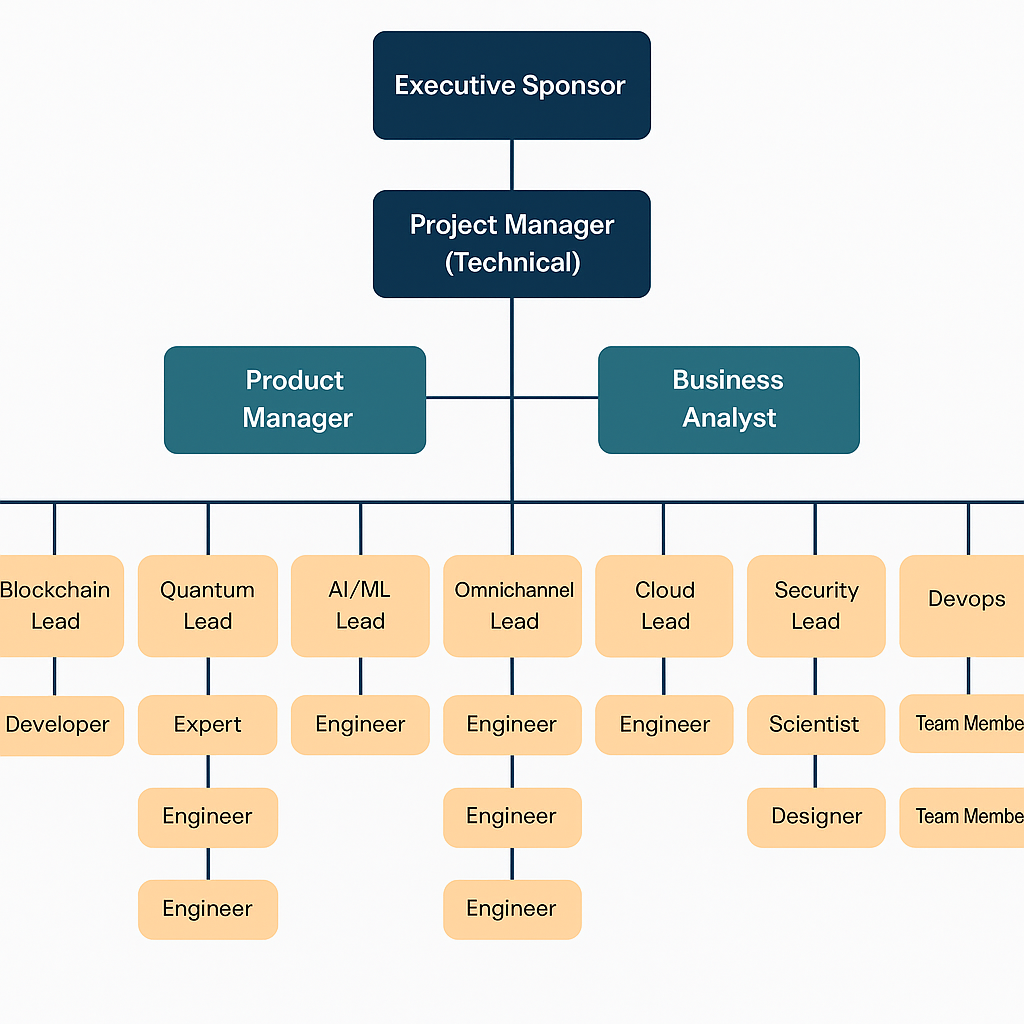 Executive Sponsor
Project Manager
(Technical)
Product
Manager
Business
Analyst
Blockchain
Lead
Quantum
Lead
AI/ML
Lead
Omnichannel
Lead
Cloud
Lead
Security
Lead
Devops
Developer
Expert
Engineer
Engineer
Engineer
Scientist
Team Membe
Engineer
Engineer
Designer
Team Membe
Engineer
Engineer